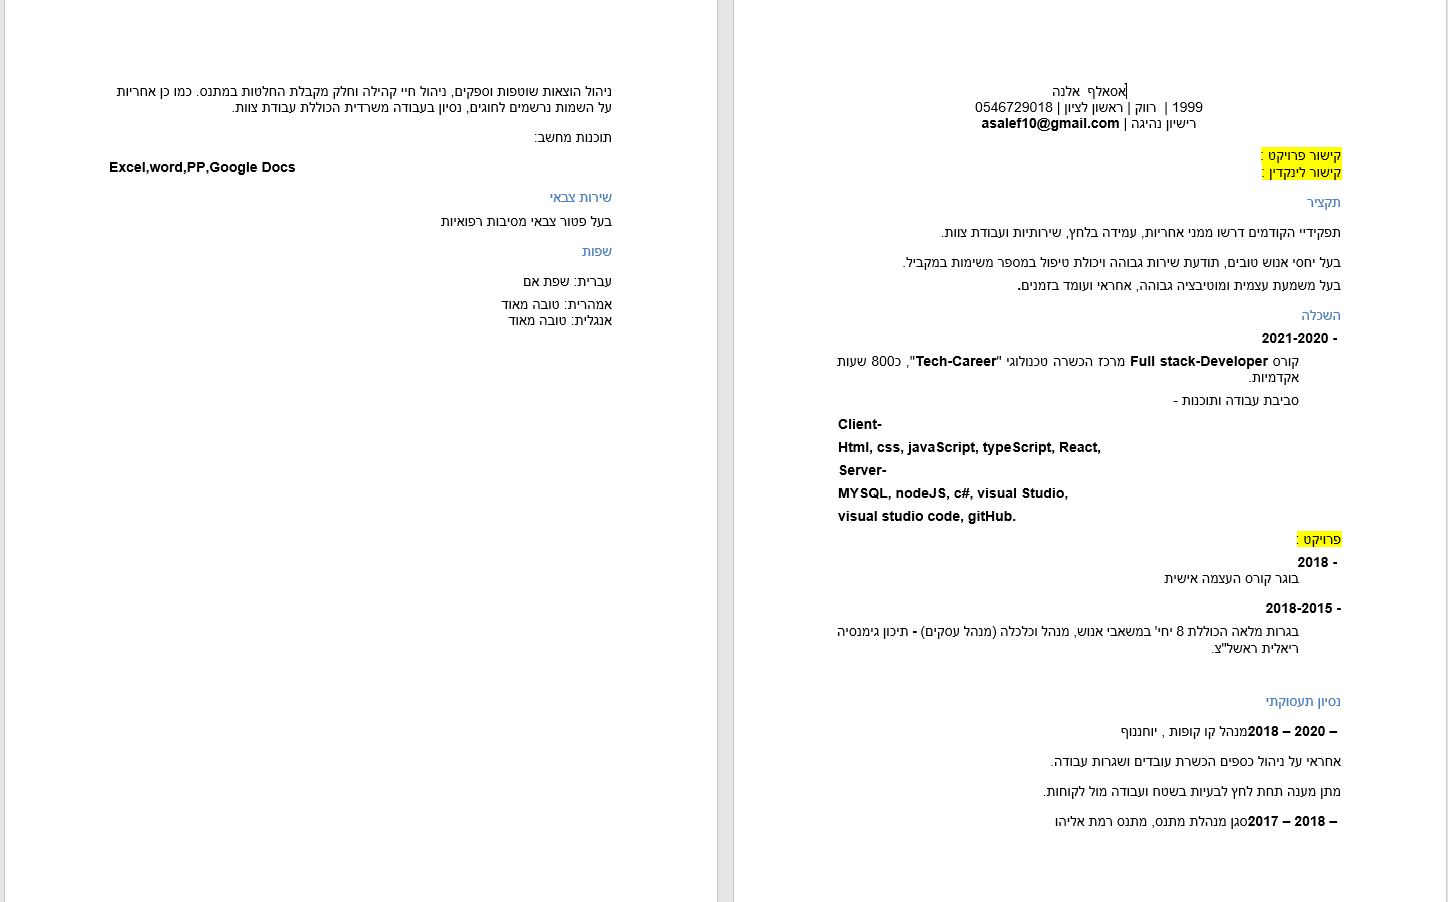 אסאלף אלנה
1999 | רווק | ראשון לציון | 0546729018
רישיון נהיגה | asalef10@gmail.com
קישור פרויקט :
קישור לינקדין :
תקציר
תפקידיי הקודמים דרשו ממני אחריות, עמידה בלחץ, שירותיות ועבודת צוות.
בעל יחסי אנוש טובים, תודעת שירות גבוהה ויכולת טיפול במספר משימות במקביל.
בעל משמעת עצמית ומוטיבציה גבוהה, אחראי ועומד בזמנים.
השכלה
2021-2020 -
קורס Full stack-Developer מרכז הכשרה טכנולוגי "Tech-Career", כ800 שעות
אקדמיות.
סביבת עבודה ותוכנות -
Client-
Html, css, javaScript, typeScript, React,
Server-
MYSQL, nodeJS, c#, visual Studio,
visual studio code, gitHub.
פרויקט :
2018 -
בוגר קורס העצמה אישית
2018-2015 -
בגרות מלאה הכוללת 8 יחי' במשאבי אנוש, מנהל וכלכלה (מנהל עסקים) - תיכון גימנסיה
ריאלית ראשל"צ.
נסיון תעסוקתי
– 2020 – 2018מנהל קו קופות , יוחננוף
אחראי על ניהול כספים הכשרת עובדים ושגרות עבודה.
מתן מענה תחת לחץ לבעיות בשטח ועבודה מול לקוחות.
– 2018 – 2017סגן מנהלת מתנס, מתנס רמת אליהו
ניהול הוצאות שוטפות וספקים, ניהול חיי קהילה וחלק מקבלת החלטות במתנס. כמו כן אחריות
על השמות נרשמים לחוגים, נסיון בעבודה משרדית הכוללת עבודת צוות.
תוכנות מחשב:
Excel,word,PP,Google Docs
שירות צבאי
בעל פטור צבאי מסיבות רפואיות
שפות
עברית: שפת אם
אמהרית: טובה מאוד
אנגלית: טובה מאוד